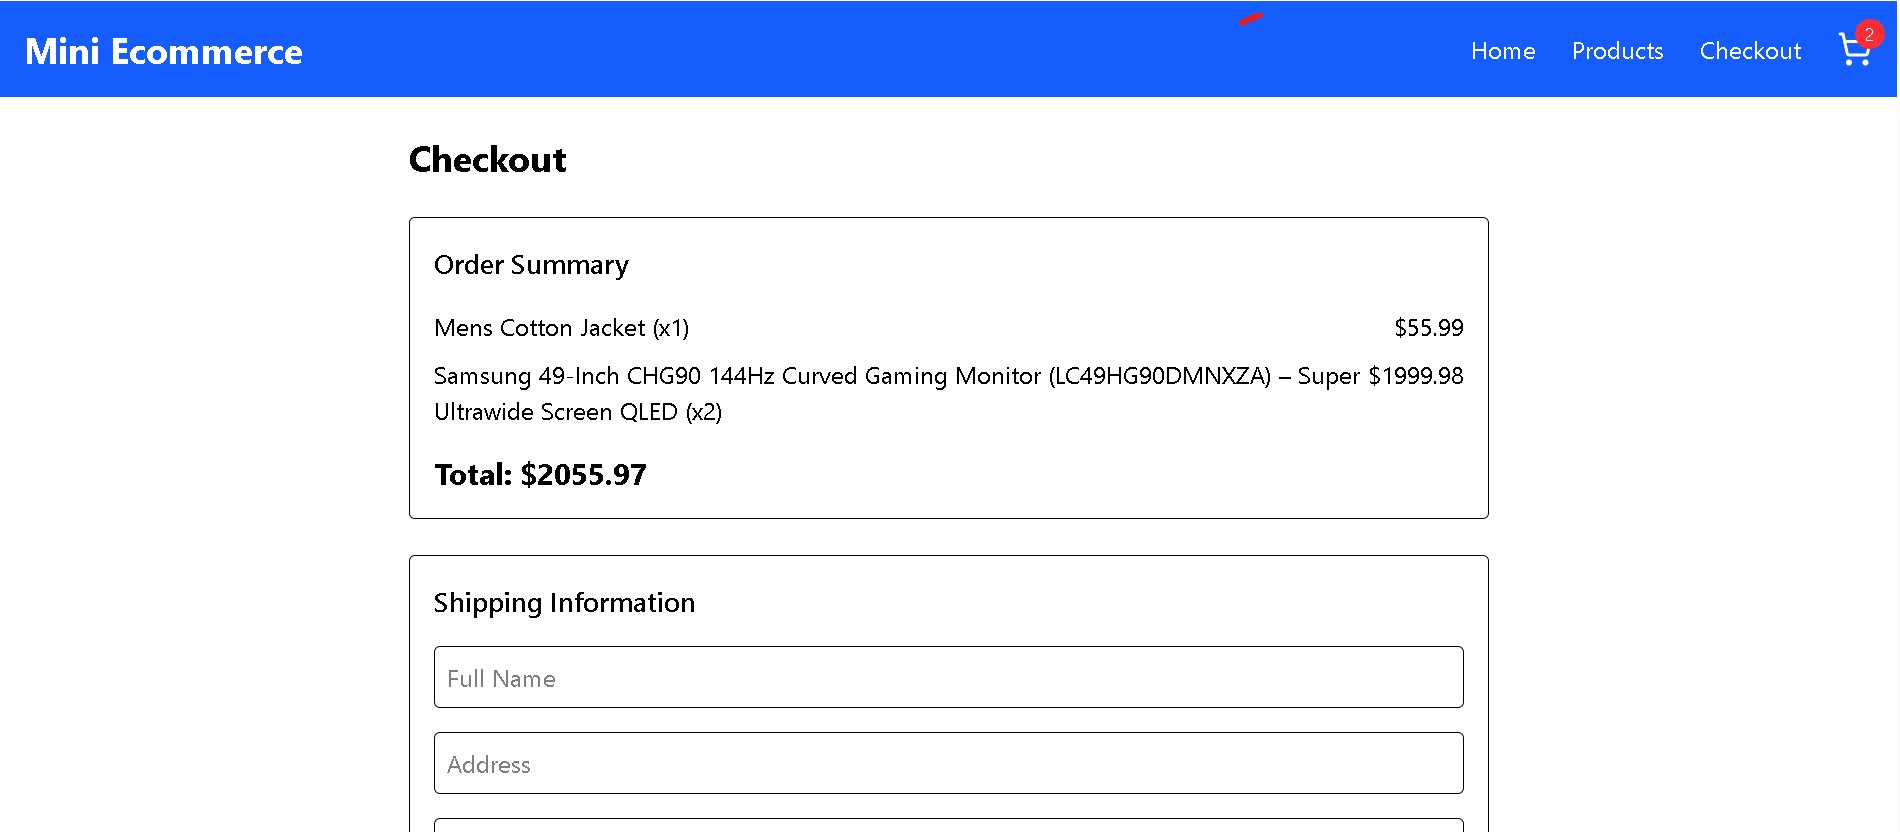 Mini Ecommerce
Home Products Checkout 2
Checkout
Order Summary
Mens Cotton Jacket (x1) $55.99
Samsung 49-Inch CHG90 144Hz Curved Gaming Monitor (LC49HG90DMNXZA) – Super $1999.98
Ultrawide Screen QLED (x2)
Total: $2055.97
Shipping Information
Full Name
Address